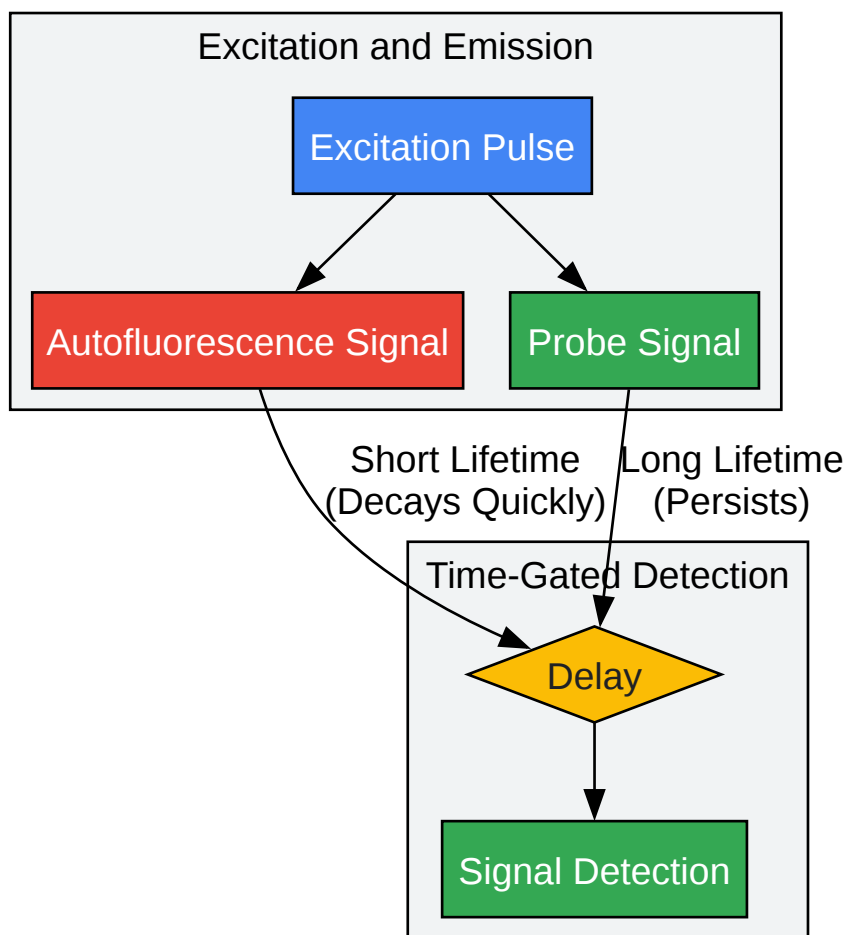 Excitation and Emission
Excitation Pulse
Autofluorescence Signal
Probe Signal
Short Lifetime
(Decays Quickly)
Long Lifetime
(Persists)
Time-Gated Detection
Delay
Signal Detection